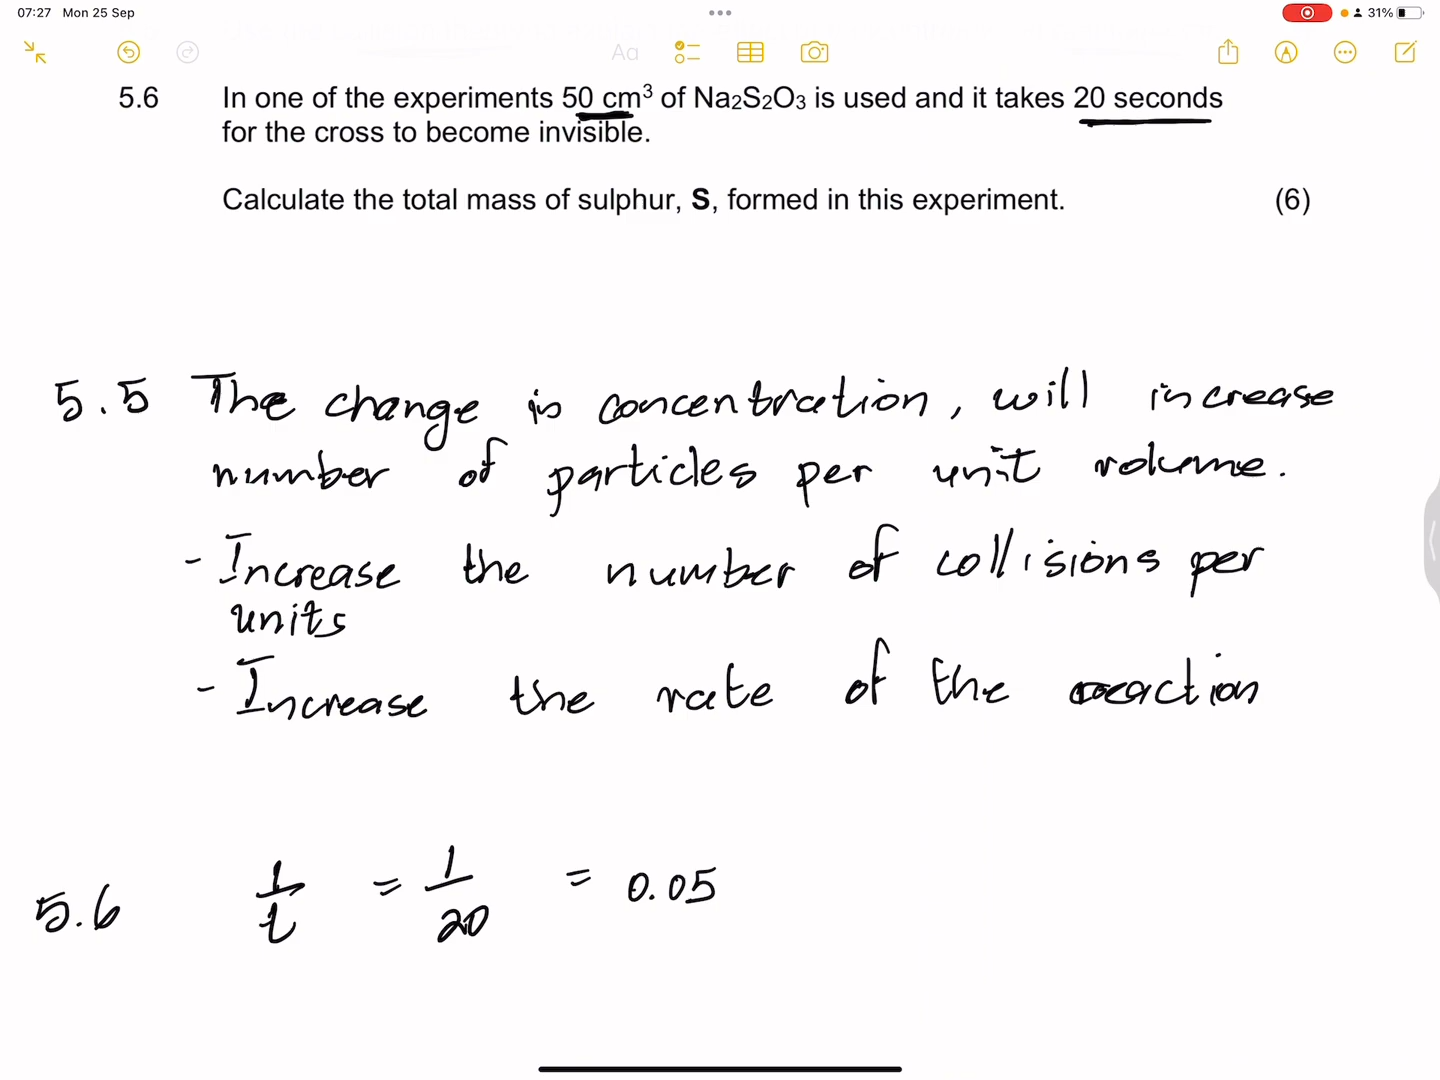 07:27 Mon 25 Sep
31%
Aa
5.6 In one of the experiments 50 cm³ of Na₂S₂O₃ is used and it takes 20 seconds
for the cross to become invisible.
Calculate the total mass of sulphur, S, formed in this experiment. (6)
5.5 The change in concentration, will increase
number of particles per unit volume.
- Increase the number of collisions per
units
- Increase the rate of the reaction
5.6 1/t = 1/20 = 0.05